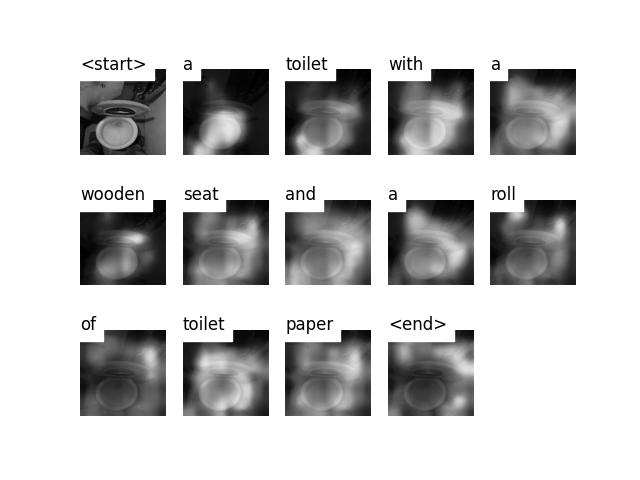 <start> a toilet with a
wooden seat and a roll
of toilet paper <end>